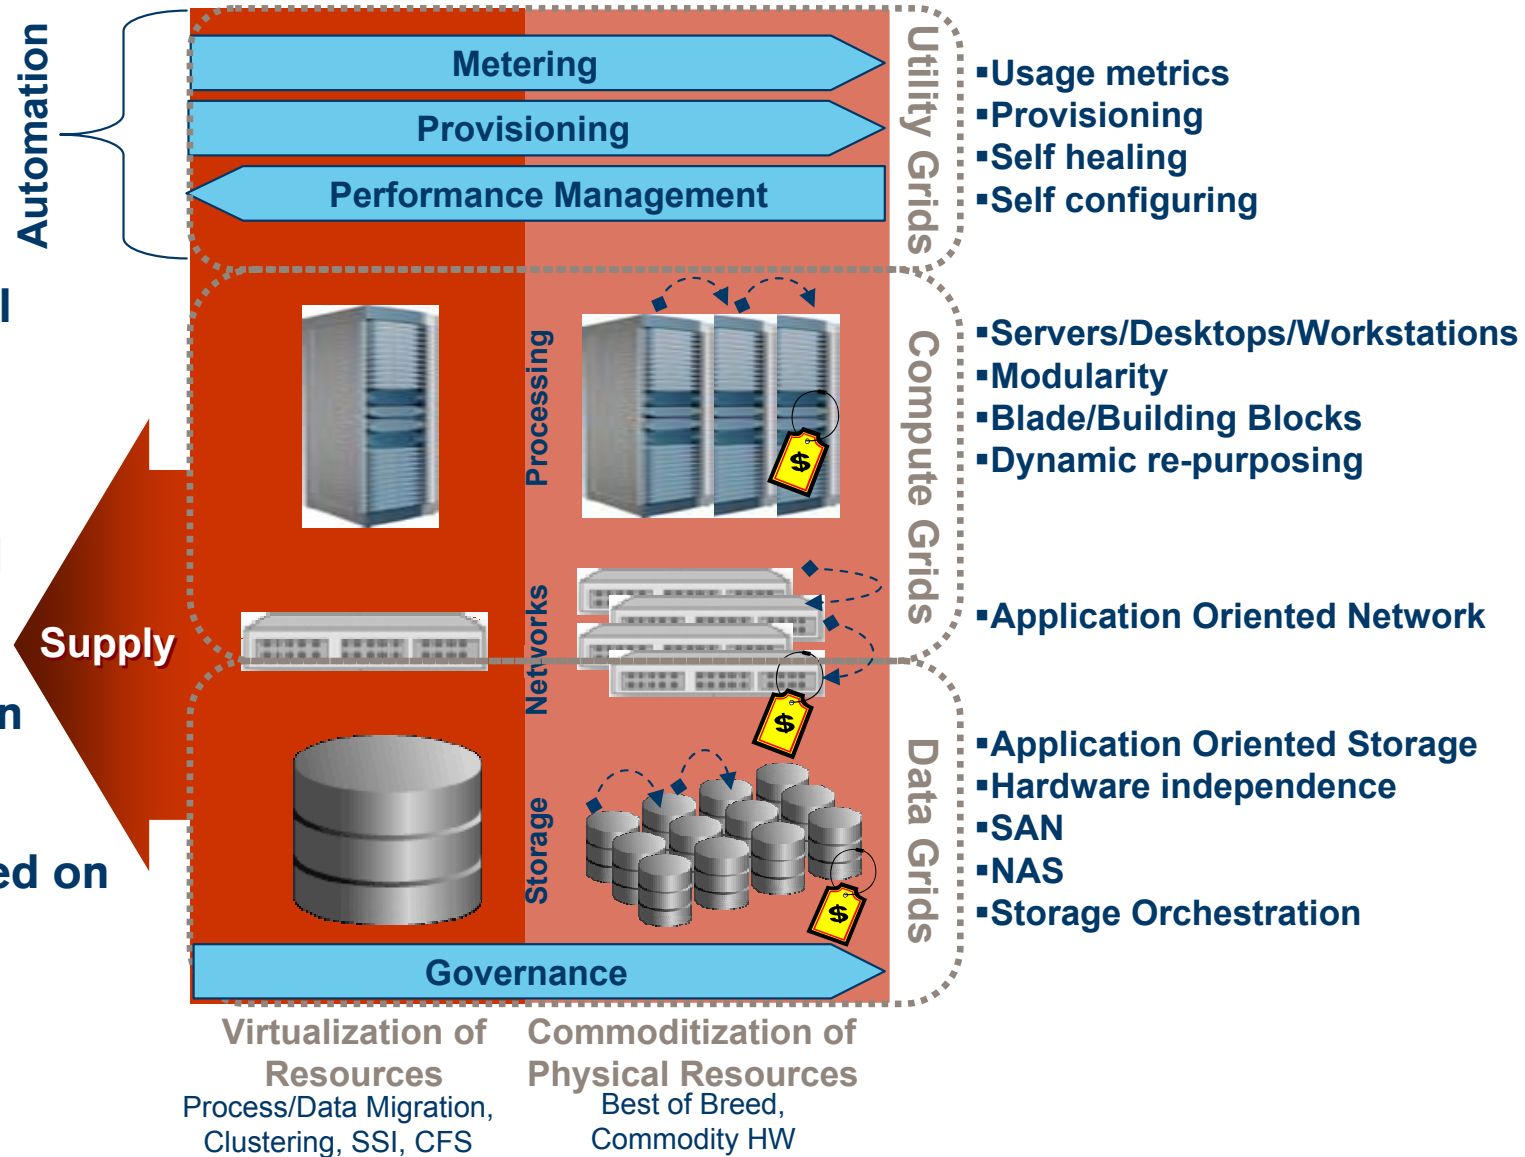 Automation
Metering
Provisioning
Performance Management
Utility Grids
▪Usage metrics
▪Provisioning
▪Self healing
▪Self configuring
Processing
$
Compute Grids
▪Servers/Desktops/Workstations
▪Modularity
▪Blade/Building Blocks
▪Dynamic re-purposing
Supply
Networks
$
▪Application Oriented Network
Storage
$
Data Grids
▪Application Oriented Storage
▪Hardware independence
▪SAN
▪NAS
▪Storage Orchestration
ed on
Governance
Virtualization of
Resources
Process/Data Migration,
Clustering, SSI, CFS
Commoditization of
Physical Resources
Best of Breed,
Commodity HW